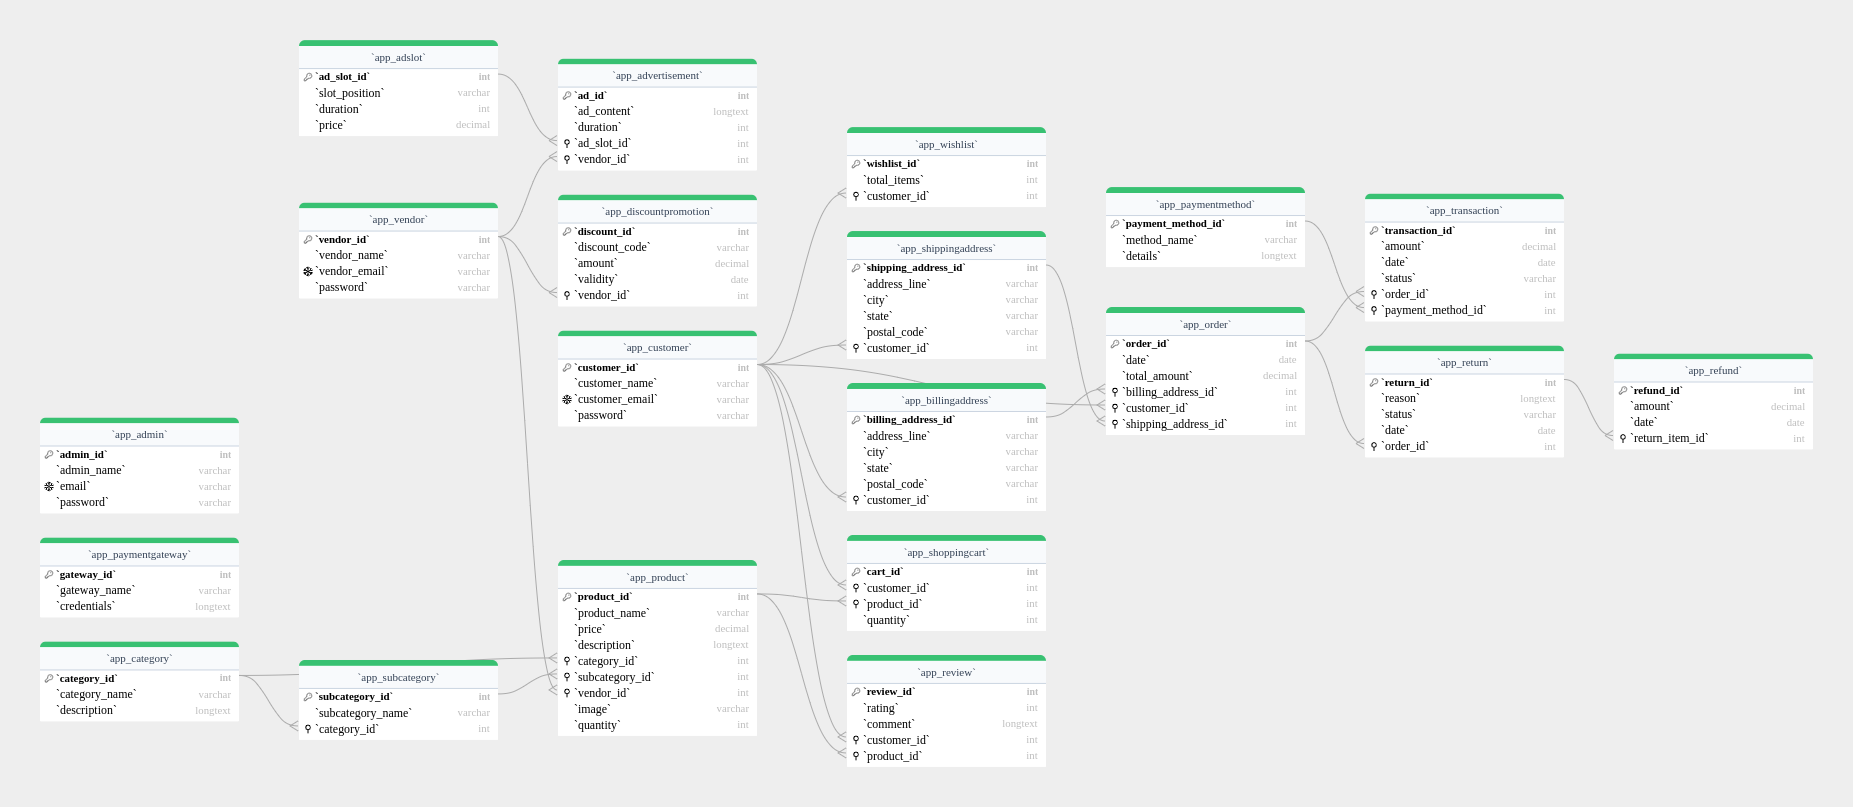 `app_adslot`
`ad_slot_id` int
`slot_position` varchar
`duration` int
`price` decimal
`app_advertisement`
`ad_id` int
`ad_content` longtext
`duration` int
`ad_slot_id` int
`vendor_id` int
`app_vendor`
`vendor_id` int
`vendor_name` varchar
`vendor_email` varchar
`password` varchar
`app_discountpromotion`
`discount_id` int
`discount_code` varchar
`amount` decimal
`validity` date
`vendor_id` int
`app_customer`
`customer_id` int
`customer_name` varchar
`customer_email` varchar
`password` varchar
`app_wishlist`
`wishlist_id` int
`total_items` int
`customer_id` int
`app_shippingaddress`
`shipping_address_id` int
`address_line` varchar
`city` varchar
`state` varchar
`postal_code` varchar
`customer_id` int
`app_billingaddress`
`billing_address_id` int
`address_line` varchar
`city` varchar
`state` varchar
`postal_code` varchar
`customer_id` int
`app_paymentmethod`
`payment_method_id` int
`method_name` varchar
`details` longtext
`app_order`
`order_id` int
`date` date
`total_amount` decimal
`billing_address_id` int
`customer_id` int
`shipping_address_id` int
`app_transaction`
`transaction_id` int
`amount` decimal
`date` date
`status` varchar
`order_id` int
`payment_method_id` int
`app_return`
`return_id` int
`reason` longtext
`status` varchar
`date` date
`order_id` int
`app_refund`
`refund_id` int
`amount` decimal
`date` date
`return_item_id` int
`app_admin`
`admin_id` int
`admin_name` varchar
`email` varchar
`password` varchar
`app_paymentgateway`
`gateway_id` int
`gateway_name` varchar
`credentials` longtext
`app_category`
`category_id` int
`category_name` varchar
`description` longtext
`app_subcategory`
`subcategory_id` int
`subcategory_name` varchar
`category_id` int
`app_product`
`product_id` int
`product_name` varchar
`price` decimal
`description` longtext
`category_id` int
`subcategory_id` int
`vendor_id` int
`image` varchar
`quantity` int
`app_shoppingcart`
`cart_id` int
`customer_id` int
`product_id` int
`quantity` int
`app_review`
`review_id` int
`rating` int
`comment` longtext
`customer_id` int
`product_id` int